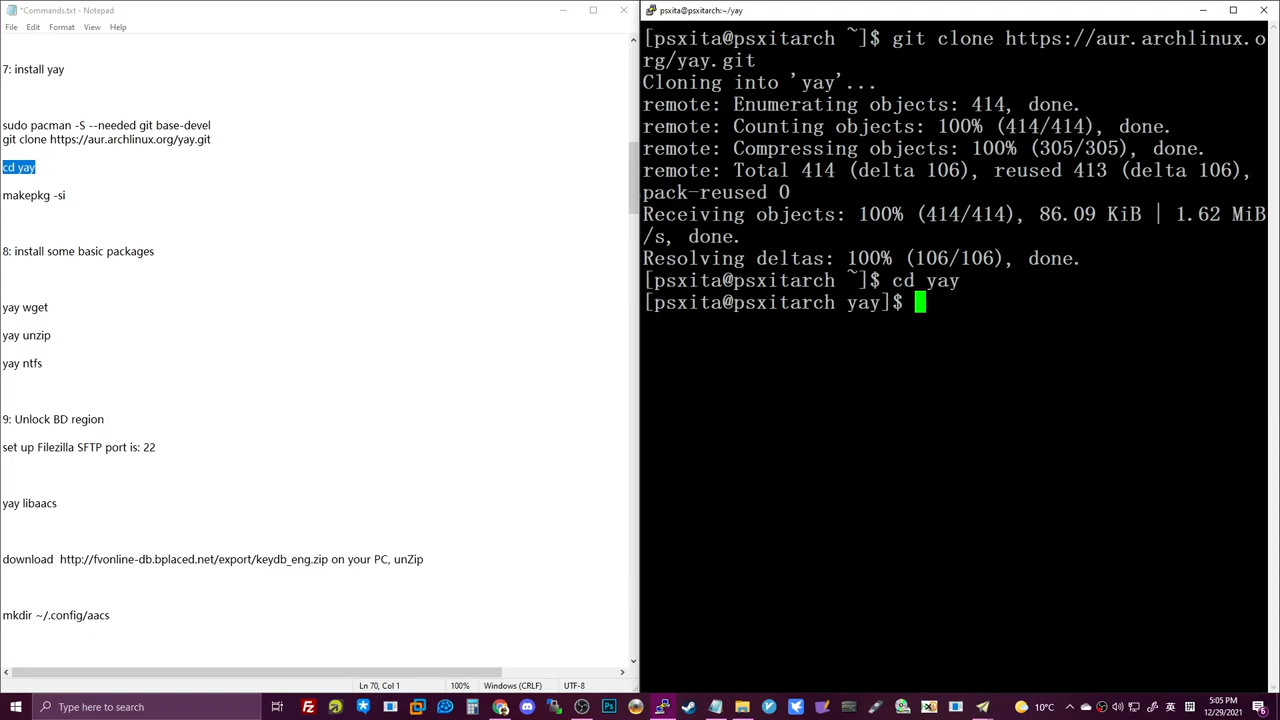 *Commands.txt - Notepad
File Edit Format View Help
7: install yay
sudo pacman -S --needed git base-devel
git clone https://aur.archlinux.org/yay.git
cd yay
makepkg -si
8: install some basic packages
yay wget
yay unzip
yay ntfs
9: Unlock BD region
set up Filezilla SFTP port is: 22
yay libaacs
download  http://fvonline-db.bplaced.net/export/keydb_eng.zip on your PC, unZip
mkdir ~/.config/aacs
Ln 70, Col 1 100% Windows (CRLF) UTF-8
psxita@psxitarch:~/yay
[psxita@psxitarch ~]$ git clone https://aur.archlinux.o
rg/yay.git
Cloning into 'yay'...
remote: Enumerating objects: 414, done.
remote: Counting objects: 100% (414/414), done.
remote: Compressing objects: 100% (305/305), done.
remote: Total 414 (delta 106), reused 413 (delta 106),
pack-reused 0
Receiving objects: 100% (414/414), 86.09 KiB | 1.62 MiB
/s, done.
Resolving deltas: 100% (106/106), done.
[psxita@psxitarch ~]$ cd yay
[psxita@psxitarch yay]$
Type here to search
10°C
英
5:05 PM
12/29/2021
6